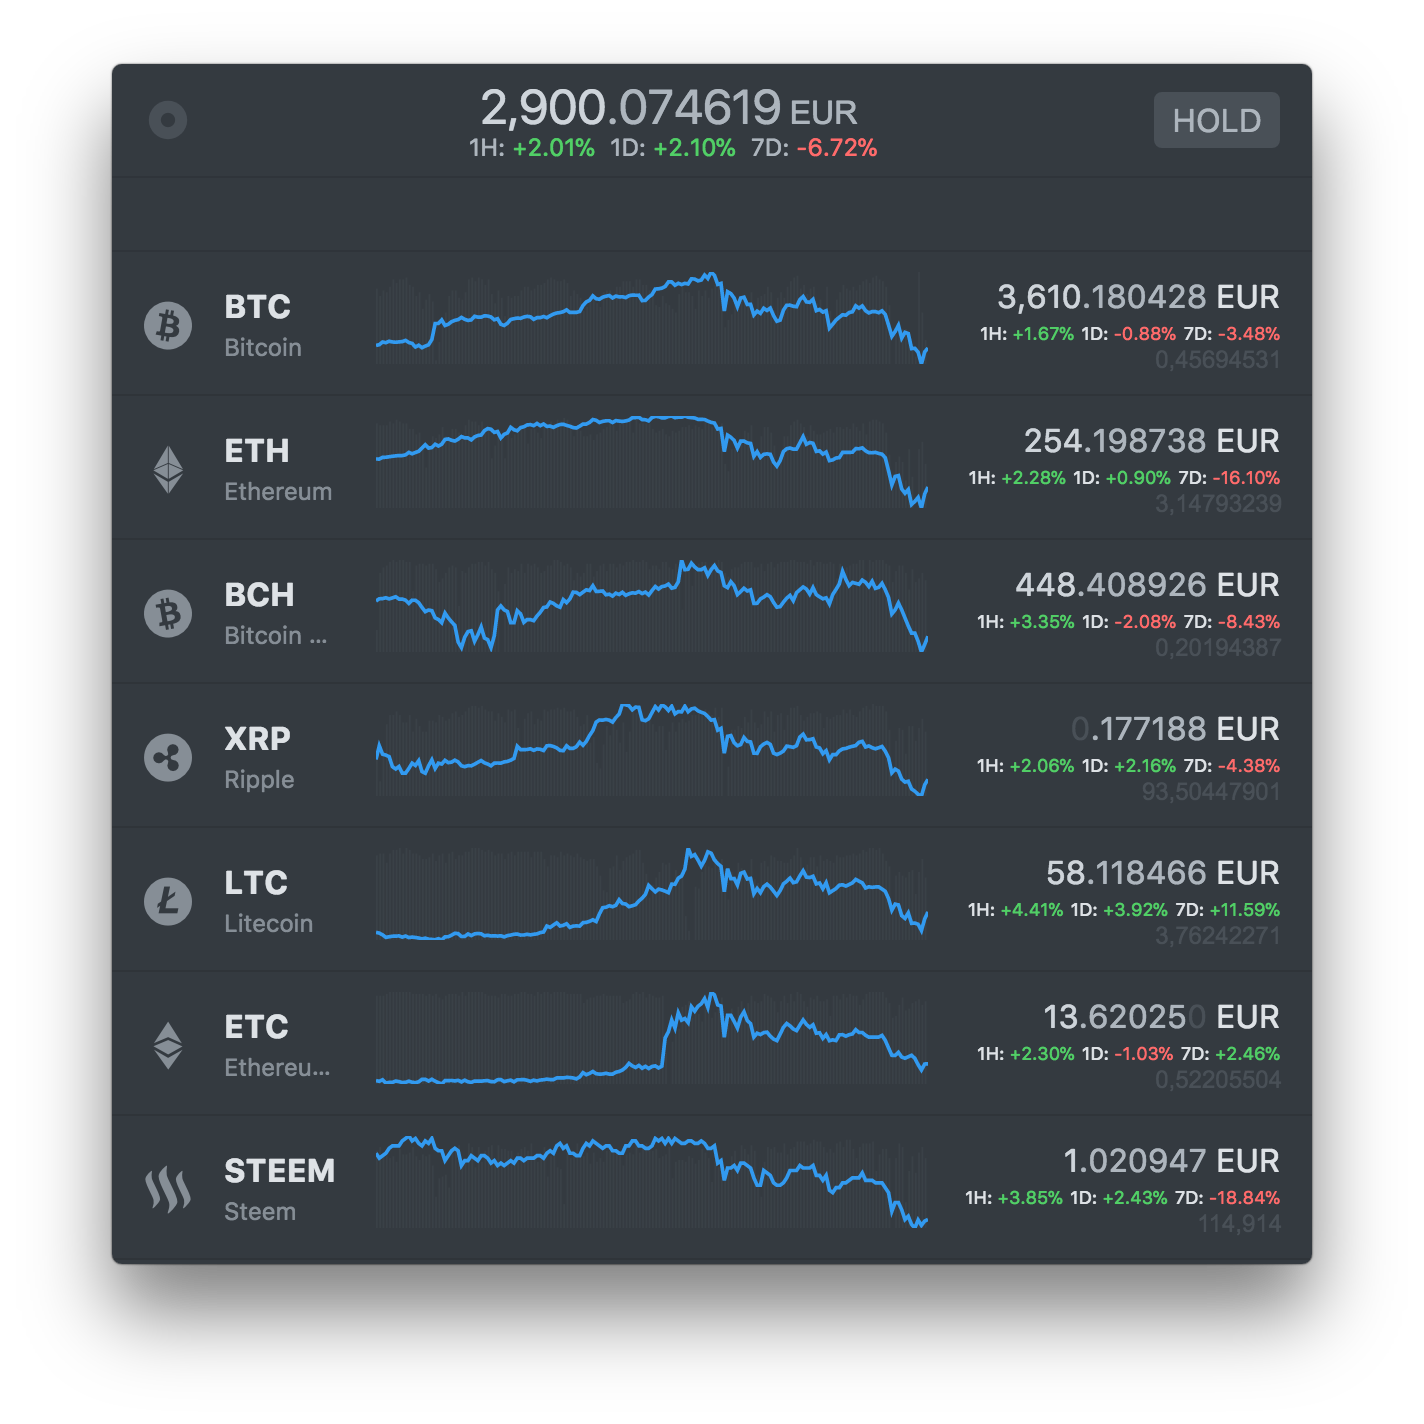 2,900.074619 EUR
HOLD
1H: +2.01% 1D: +2.10% 7D: -6.72%
BTC
Bitcoin
3,610.180428 EUR
1H: +1.67% 1D: -0.88% 7D: -3.48%
0,45694531
ETH
Ethereum
254.198738 EUR
1H: +2.28% 1D: +0.90% 7D: -16.10%
3,14793239
BCH
Bitcoin ...
448.408926 EUR
1H: +3.35% 1D: -2.08% 7D: -8.43%
0,20194387
XRP
Ripple
0.177188 EUR
1H: +2.06% 1D: +2.16% 7D: -4.38%
93,50447901
LTC
Litecoin
58.118466 EUR
1H: +4.41% 1D: +3.92% 7D: +11.59%
3,76242271
ETC
Ethereu...
13.620250 EUR
1H: +2.30% 1D: -1.03% 7D: +2.46%
0,52205504
STEEM
Steem
1.020947 EUR
1H: +3.85% 1D: +2.43% 7D: -18.84%
114,914